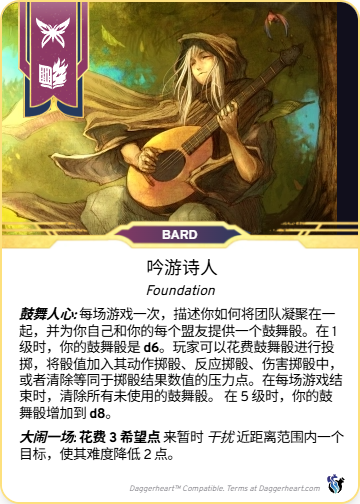 BARD
吟游诗人
Foundation
鼓舞人心: 每场游戏一次，描述你如何将团队凝聚在一
起，并为你自己和你的每个盟友提供一个鼓舞骰。在 1
级时，你的鼓舞骰是 d6。玩家可以花费鼓舞骰进行投
掷，将骰值加入其动作掷骰、反应掷骰、伤害掷骰中，
或者清除等同于掷骰结果数值的压力点。在每场游戏结
束时，清除所有未使用的鼓舞骰。 在 5 级时，你的鼓
舞骰增加到 d8。
大闹一场: 花费 3 希望点 来暂时 干扰 近距离范围内一个
目标，使其难度降低 2 点。
Daggerheart™ Compatible. Terms at Daggerheart.com